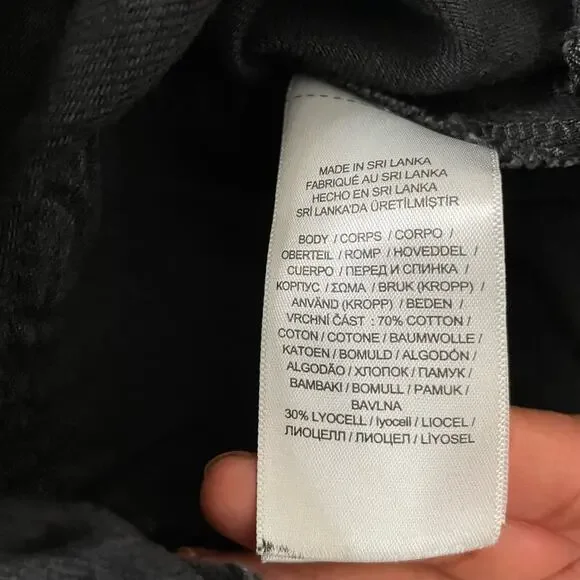 MADE IN SRI LANKA
FABRIQUÉ AU SRI LANKA
HECHO EN SRI LANKA
SRİ LANKA'DA ÜRETİLMİŞTİR
BODY / CORPS / CORPO /
OBERTEIL / ROMP / HOVEDDEL /
CUERPO / ПЕРЕД И СПИНКА /
КОРПУС / ΣΩΜΑ / BRUK (KROPP) /
ANVÄND (KROPP) / BEDEN /
VRCHNÍ ČÁST : 70% COTTON /
COTON / COTONE / BAUMWOLLE /
KATOEN / BOMULD / ALGODÓN /
ALGODÃO / ХЛОПОК / ПАМУК /
BAMBAKI / BOMULL / PAMUK /
BAVLNA
30% LYOCELL / lyocell / LIOCEL /
ЛИОЦЕЛЛ / ЛИОЦЕЛ / LİYOSEL